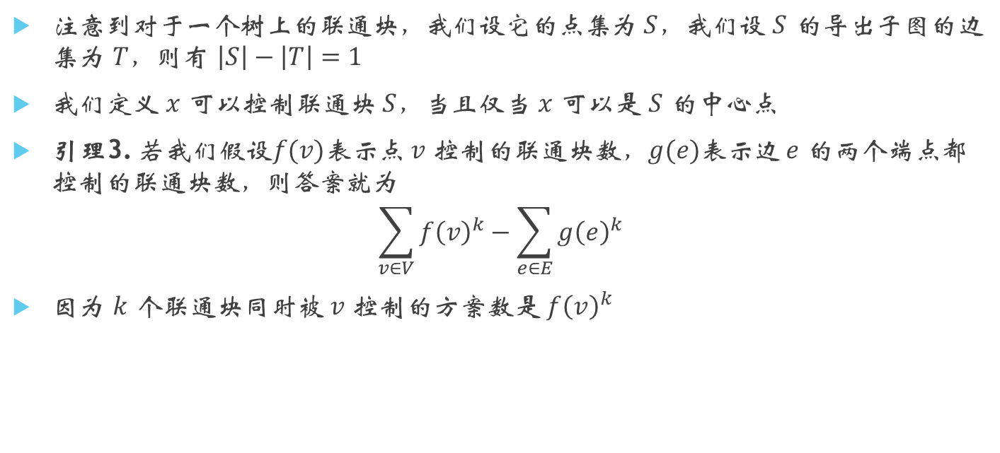 注意到对于一个树上的联通块，我们设它的点集为 S，我们设 S 的导出子图的边
集为 T，则有 |S| − |T| = 1
我们定义 x 可以控制联通块 S，当且仅当 x 可以是 S 的中心点
引理3. 若我们假设f(v)表示点 v 控制的联通块数，g(e)表示边 e 的两个端点都
控制的联通块数，则答案就为
∑_{v∈V} f(v)^k − ∑_{e∈E} g(e)^k
因为 k 个联通块同时被 v 控制的方案数是 f(v)^k